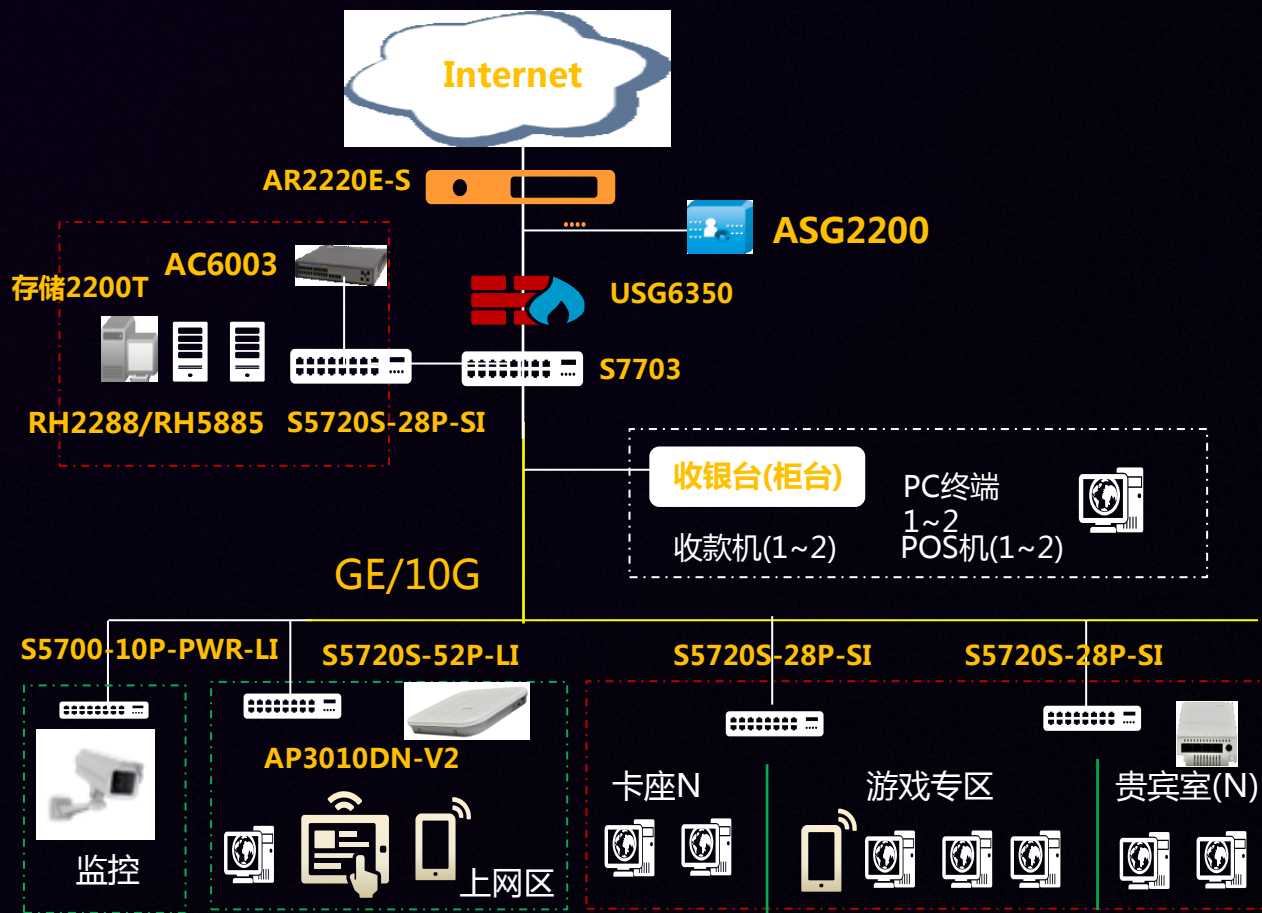 Internet
AR2220E-S
ASG2200
AC6003
存储2200T
USG6350
S7703
RH2288/RH5885
S5720S-28P-SI
收银台(柜台)
PC终端
1~2
收款机(1~2)
POS机(1~2)
GE/10G
S5700-10P-PWR-LI
S5720S-52P-LI
S5720S-28P-SI
S5720S-28P-SI
AP3010DN-V2
卡座N
游戏专区
贵宾室(N)
监控
上网区